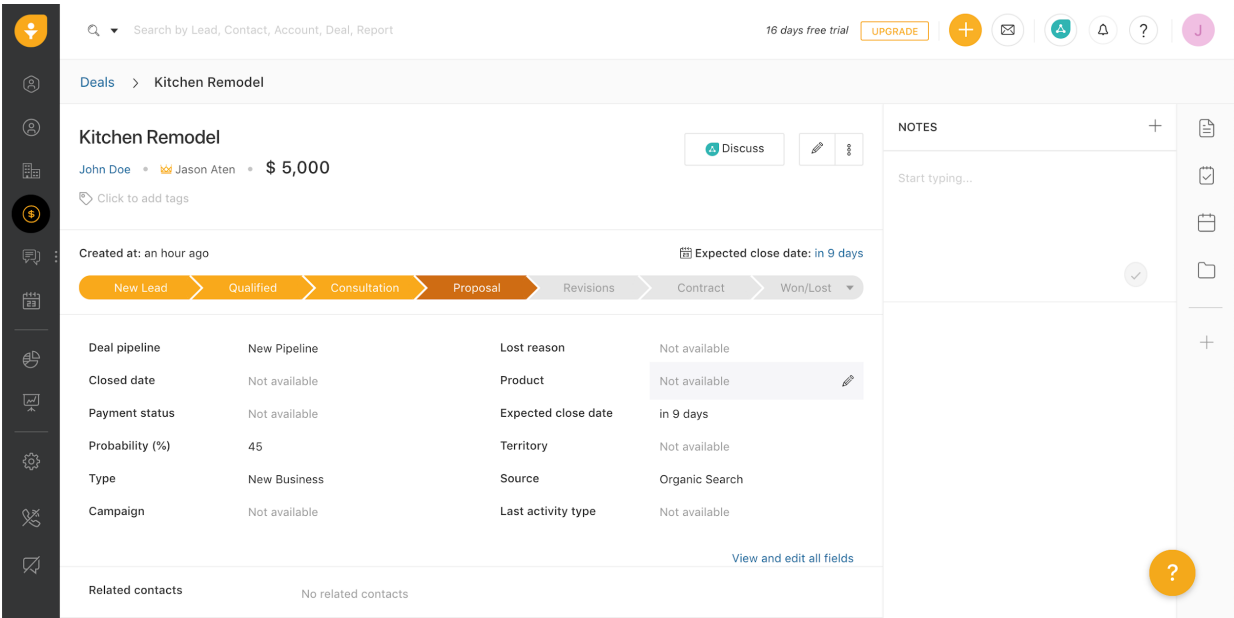 Search by Lead, Contact, Account, Deal, Report
16 days free trial
UPGRADE
?
J
Deals > Kitchen Remodel
Kitchen Remodel
Discuss
John Doe • Jason Aten • $ 5,000
Click to add tags
NOTES
Start typing...
Created at: an hour ago
Expected close date: in 9 days
New Lead
Qualified
Consultation
Proposal
Revisions
Contract
Won/Lost
23
Deal pipeline New Pipeline
Lost reason Not available
Closed date Not available
Product Not available
Payment status Not available
Expected close date in 9 days
Probability (%) 45
Territory Not available
Type New Business
Source Organic Search
Campaign Not available
Last activity type Not available
View and edit all fields
Related contacts No related contacts
?